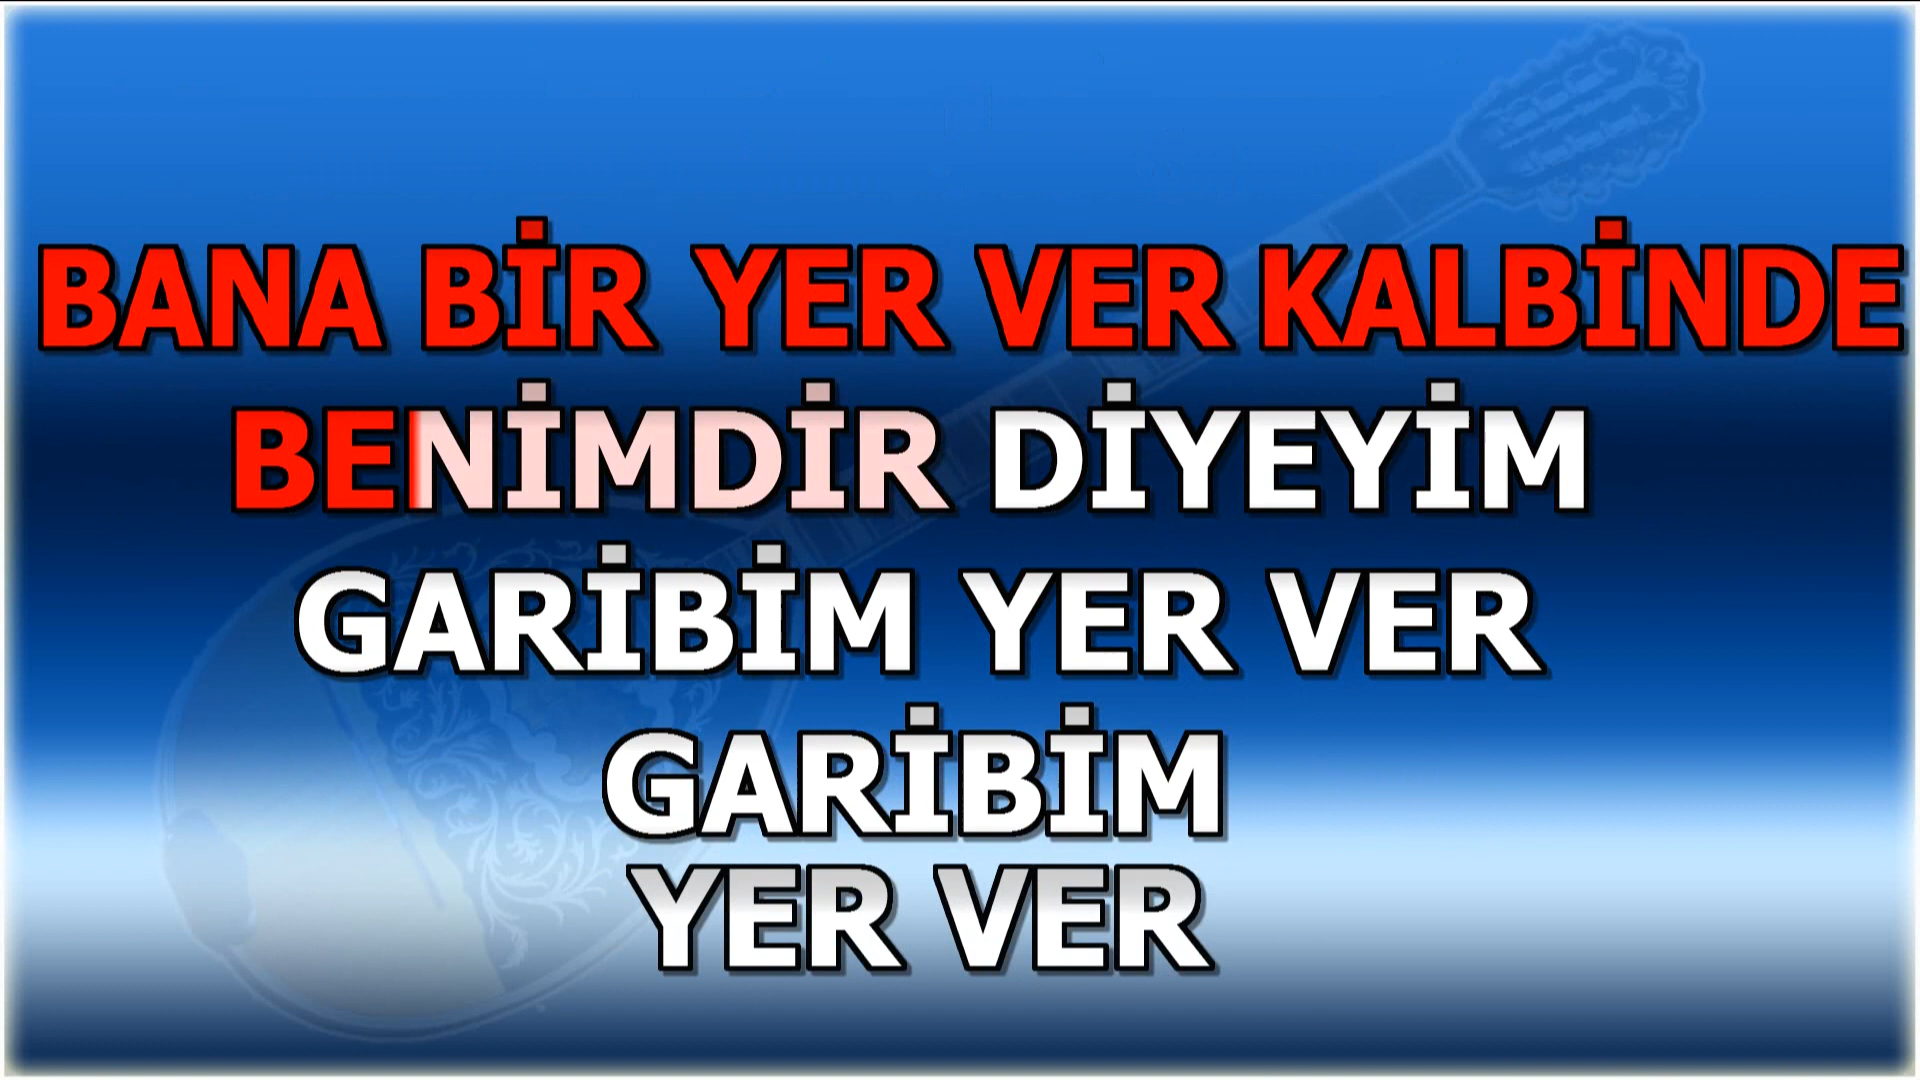 BANA BİR YER VER KALBİNDE
BENİMDİR DİYEYİM
GARİBİM YER VER
GARİBİM
YER VER